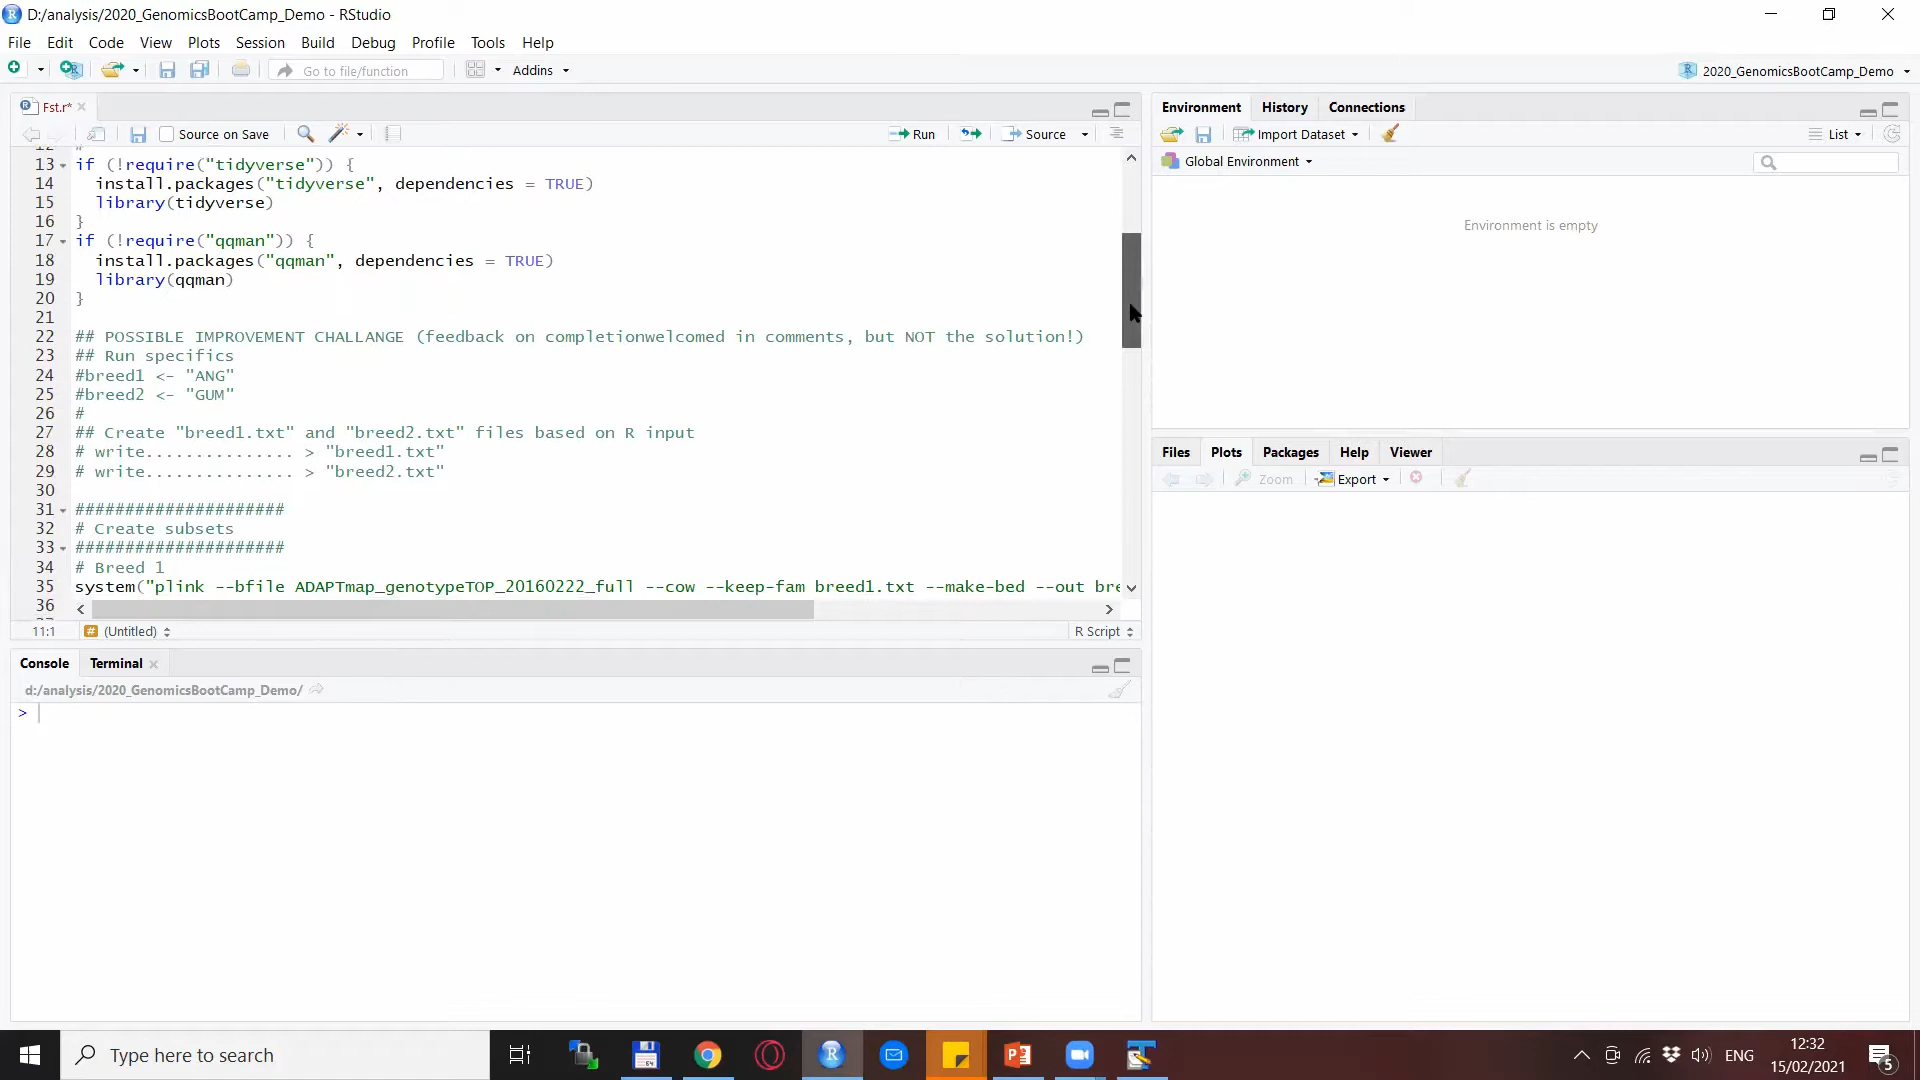 D:/analysis/2020_GenomicsBootCamp_Demo - RStudio
File Edit Code View Plots Session Build Debug Profile Tools Help
Go to file/function Addins 2020_GenomicsBootCamp_Demo
Fst.r*
Source on Save Run Source
13 if (!require("tidyverse")) {
14 install.packages("tidyverse", dependencies = TRUE)
15 library(tidyverse)
16 }
17 if (!require("qqman")) {
18 install.packages("qqman", dependencies = TRUE)
19 library(qqman)
20 }
21
22 ## POSSIBLE IMPROVEMENT CHALLANGE (feedback on completionwelcomed in comments, but NOT the solution!)
23 ## Run specifics
24 #breed1 <- "ANG"
25 #breed2 <- "GUM"
26 #
27 ## Create "breed1.txt" and "breed2.txt" files based on R input
28 # write............... > "breed1.txt"
29 # write............... > "breed2.txt"
30
31 #####################
32 # Create subsets
33 #####################
34 # Breed 1
35 system("plink --bfile ADAPTmap_genotypeTOP_20160222_full --cow --keep-fam breed1.txt --make-bed --out bre
36
11:1 (Untitled) R Script
Console Terminal
d:/analysis/2020_GenomicsBootCamp_Demo/
>
Environment History Connections
Import Dataset List
Global Environment
Environment is empty
Files Plots Packages Help Viewer
Zoom Export
Type here to search
ENG
12:32
15/02/2021
5